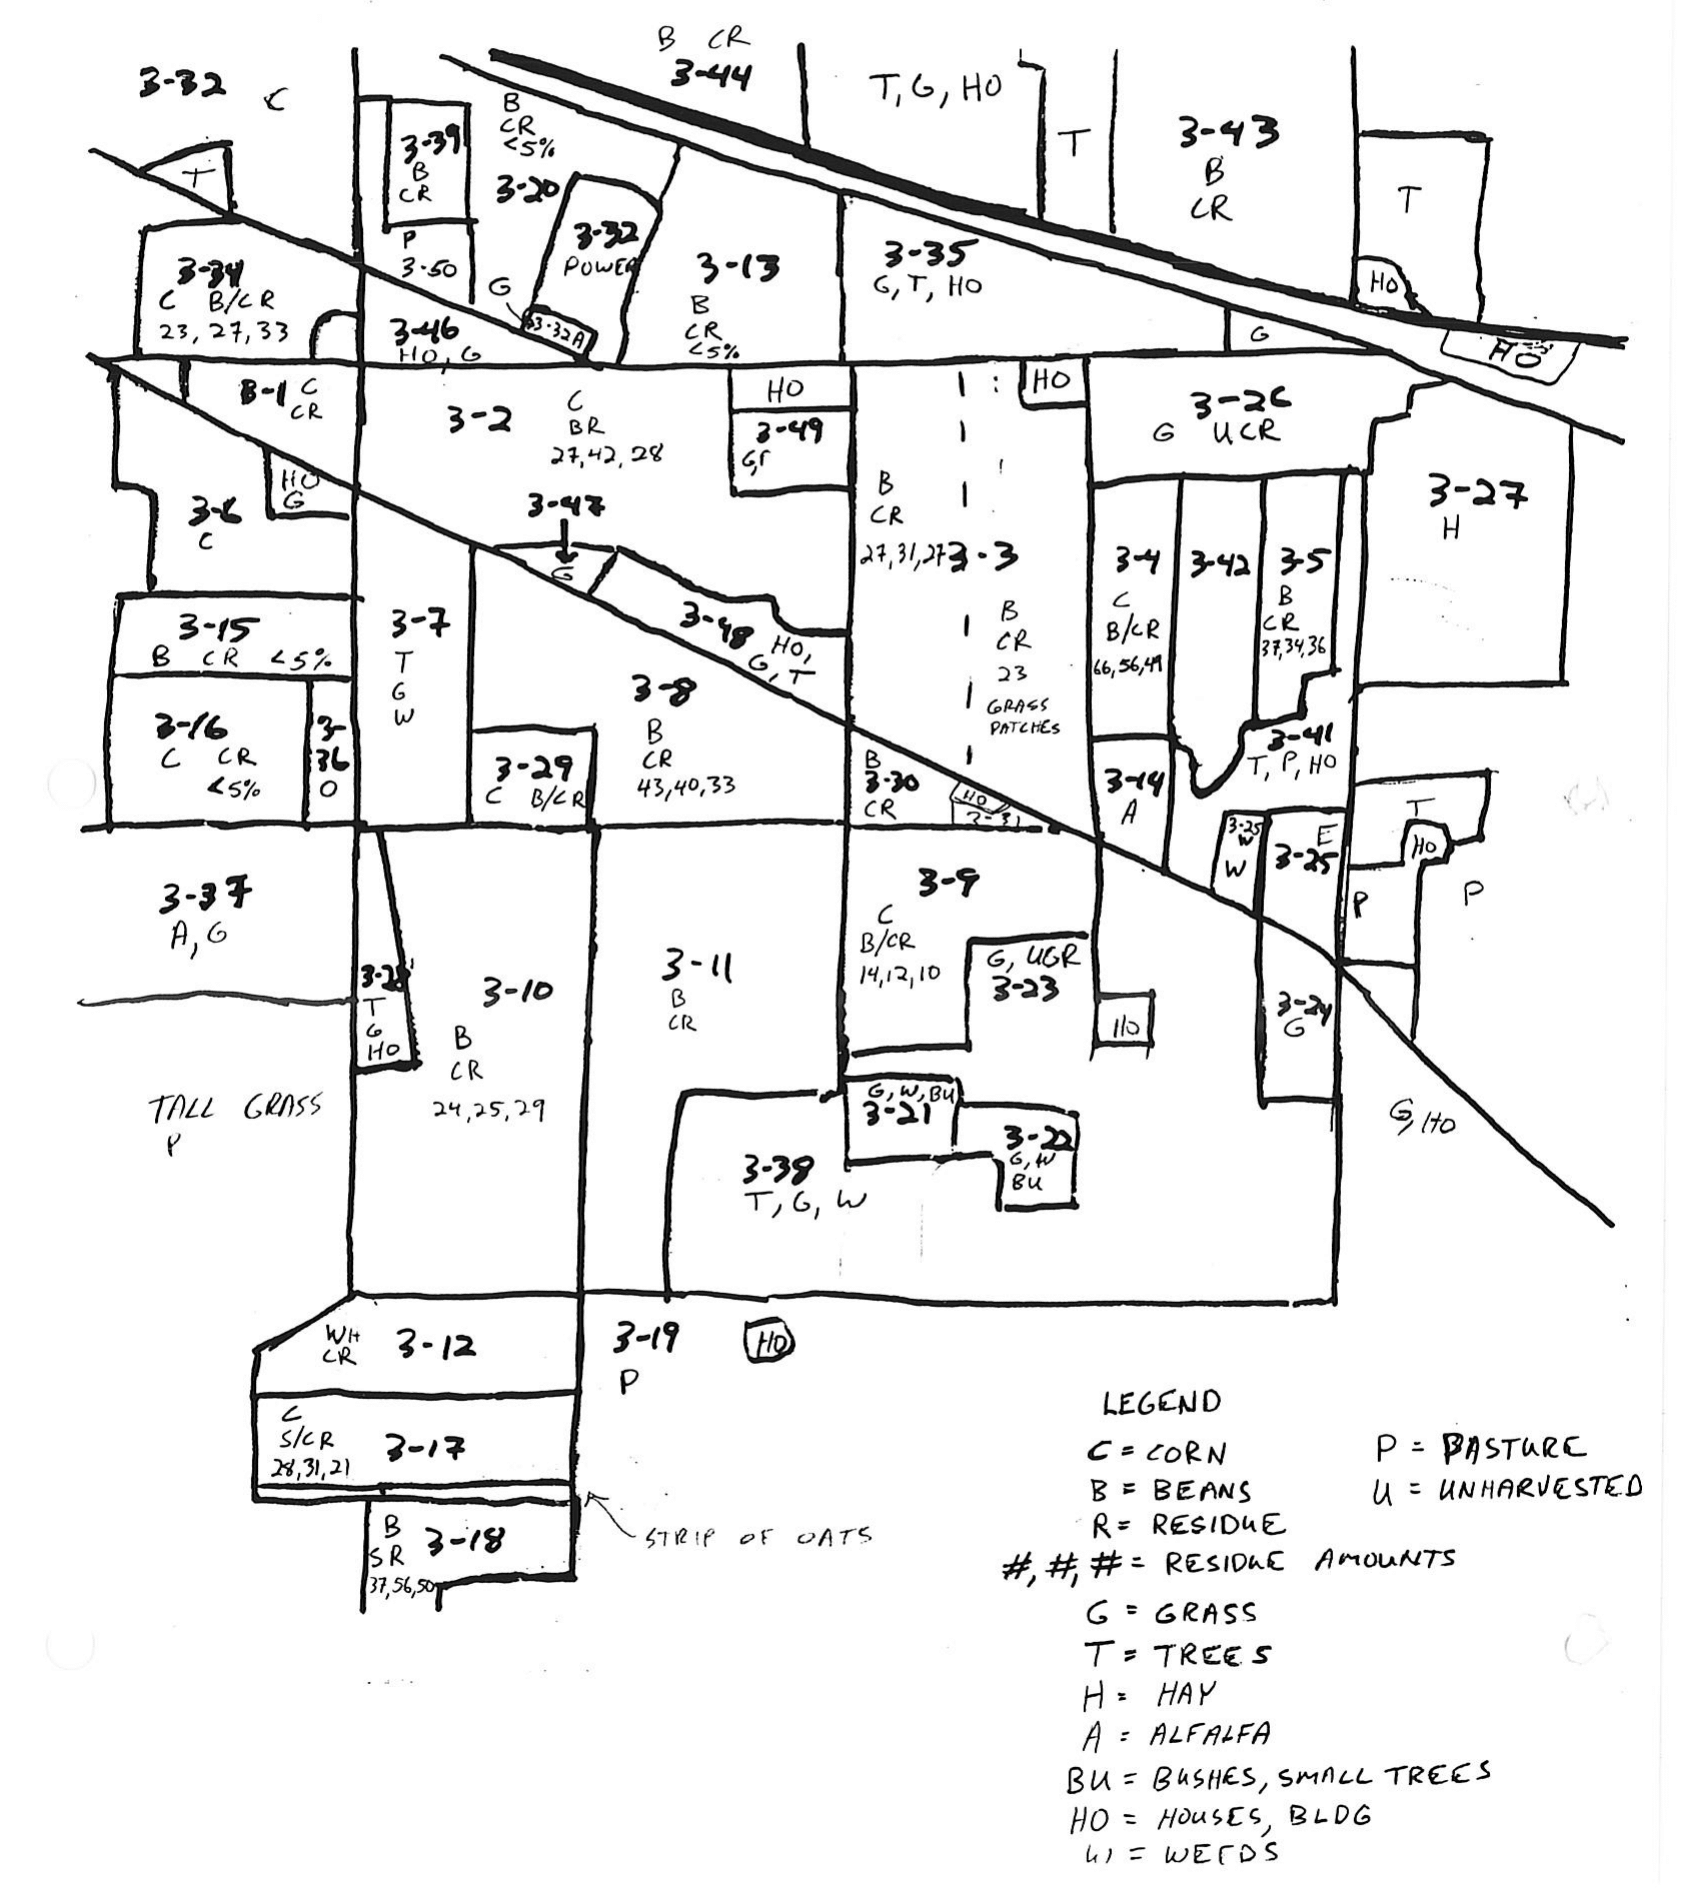 B CR
3-44
3-32 C
T, G, HO
T
3-43
B
CR
T
HO
HO
T
3-39
B
CR
B
CR
<5%
3-20
3-32
POWER
P
3-50
G
3-32A
3-13
B
CR
<5%
3-35
G, T, HO
G
3-34
C B/CR
23, 27, 33
3-46
HO, G
C
CR
3-2
C
BR
27,42,28
HO
3-49
HO
3-26
G UCR
3-27
H
HO
G
3-6
C
3-47
G
B
CR
27,31,27
3-3
B
CR
23
GRASS
PATCHES
3-4
C
B/CR
66,56,49
3-42
3-5
B
CR
37,34,36
3-15
B CR <5%
3-7
T
G
W
3-48
HO,
G, T
3-8
B
CR
43,40,33
3-16
C CR
<5%
3-
36
O
3-29
C B/CR
B
3-30
CR
HO
3-14
A
3-41
T, P, HO
3-25
W
W
E
3-25
T
HO
P
P
3-37
A, G
3-9
C
B/CR
14,12,10
G, UGR
3-23
HO
3-24
G
T
G
HO
3-10
B
CR
24,25,29
3-11
B
CR
TALL GRASS
P
G, W, BU
3-21
3-22
G, W
BU
3-38
T, G, W
G, HO
WH
CR
3-12
3-19
P
HO
C
S/CR
28,31,21
3-17
B
SR
37,56,50
3-18
STRIP OF OATS
LEGEND
C = CORN
B = BEANS
R = RESIDUE
#, #, # = RESIDUE AMOUNTS
G = GRASS
T = TREES
H = HAY
A = ALFALFA
BU = BUSHES, SMALL TREES
HO = HOUSES, BLDG
W = WEEDS
P = PASTURE
U = UNHARVESTED